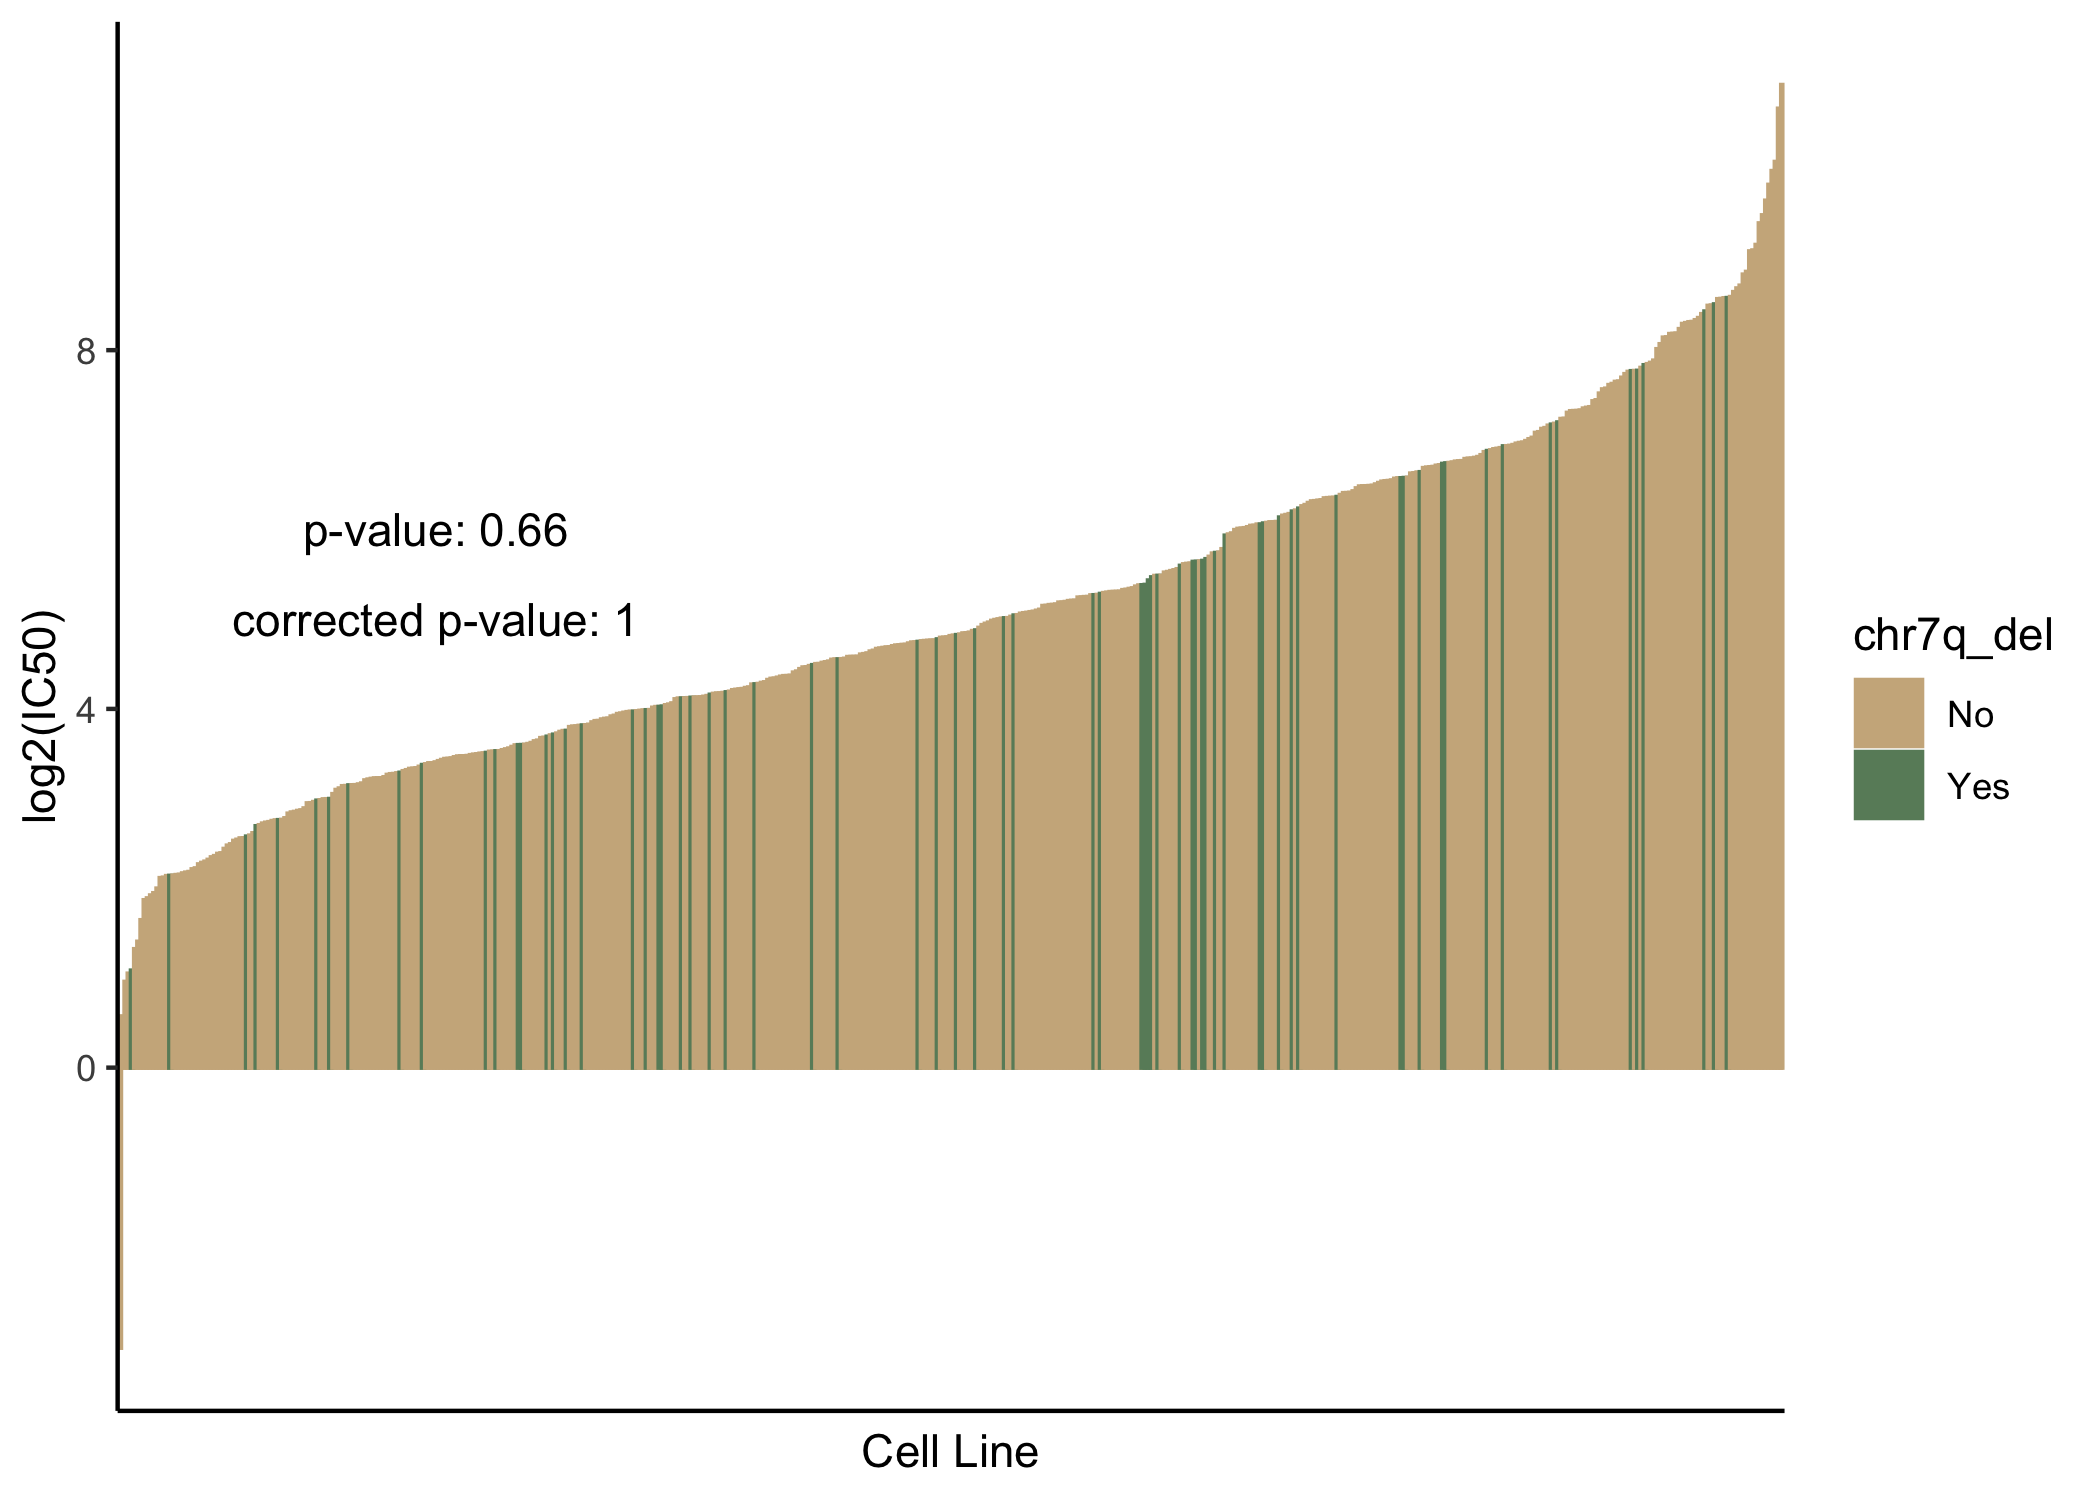 p-value: 0.66
corrected p-value: 1
log2(IC50)
8
4
0
Cell Line
chr7q_del
No
Yes